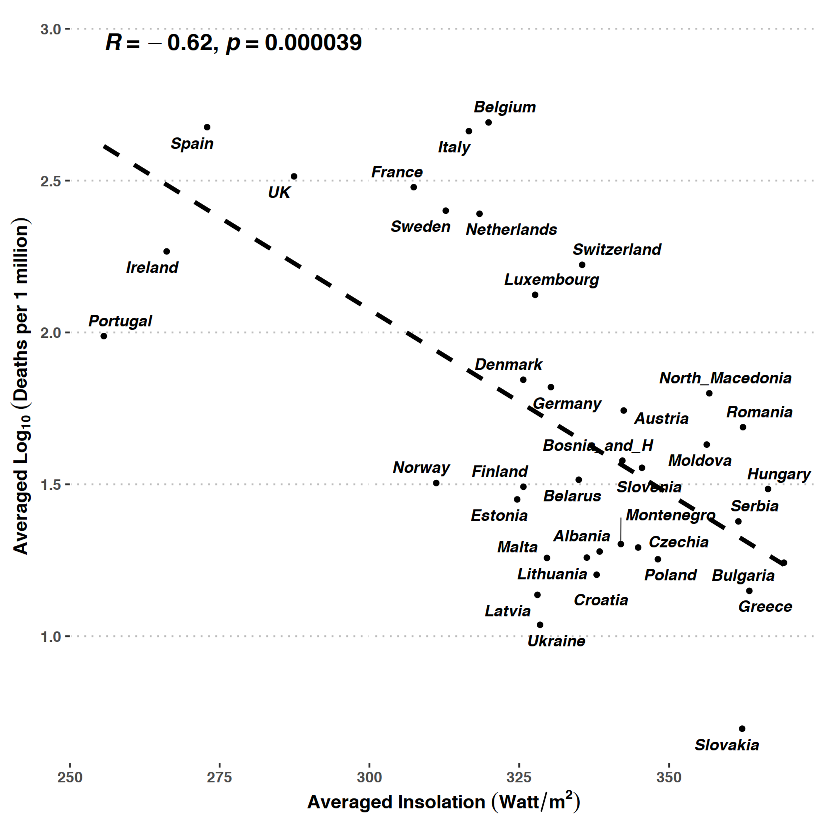 3.0
R = − 0.62, p = 0.000039
Belgium
Spain
Italy
France
2.5
UK
Sweden
Netherlands
Switzerland
Ireland
Luxembourg
Portugal
2.0
Denmark
North_Macedonia
Germany
Romania
Austria
Bosnia_and_H
Moldova
Norway
Finland
Hungary
1.5
Slovenia
Belarus
Serbia
Estonia
Montenegro
Albania
Czechia
Malta
Lithuania
Poland
Bulgaria
Croatia
Greece
Latvia
1.0
Ukraine
Slovakia
Averaged Log₁₀ (Deaths per 1 million)
250 275 300 325 350
Averaged Insolation (Watt/m²)